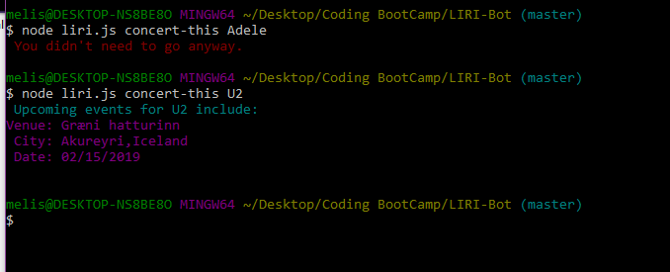 melis@DESKTOP-NS8BE8O MINGW64 ~/Desktop/Coding BootCamp/LIRI-Bot (master)
$ node liri.js concert-this Adele
You didn't need to go anyway.
melis@DESKTOP-NS8BE8O MINGW64 ~/Desktop/Coding BootCamp/LIRI-Bot (master)
$ node liri.js concert-this U2
Upcoming events for U2 include:
Venue: Græni hatturinn
City: Akureyri,Iceland
Date: 02/15/2019
melis@DESKTOP-NS8BE8O MINGW64 ~/Desktop/Coding BootCamp/LIRI-Bot (master)
$